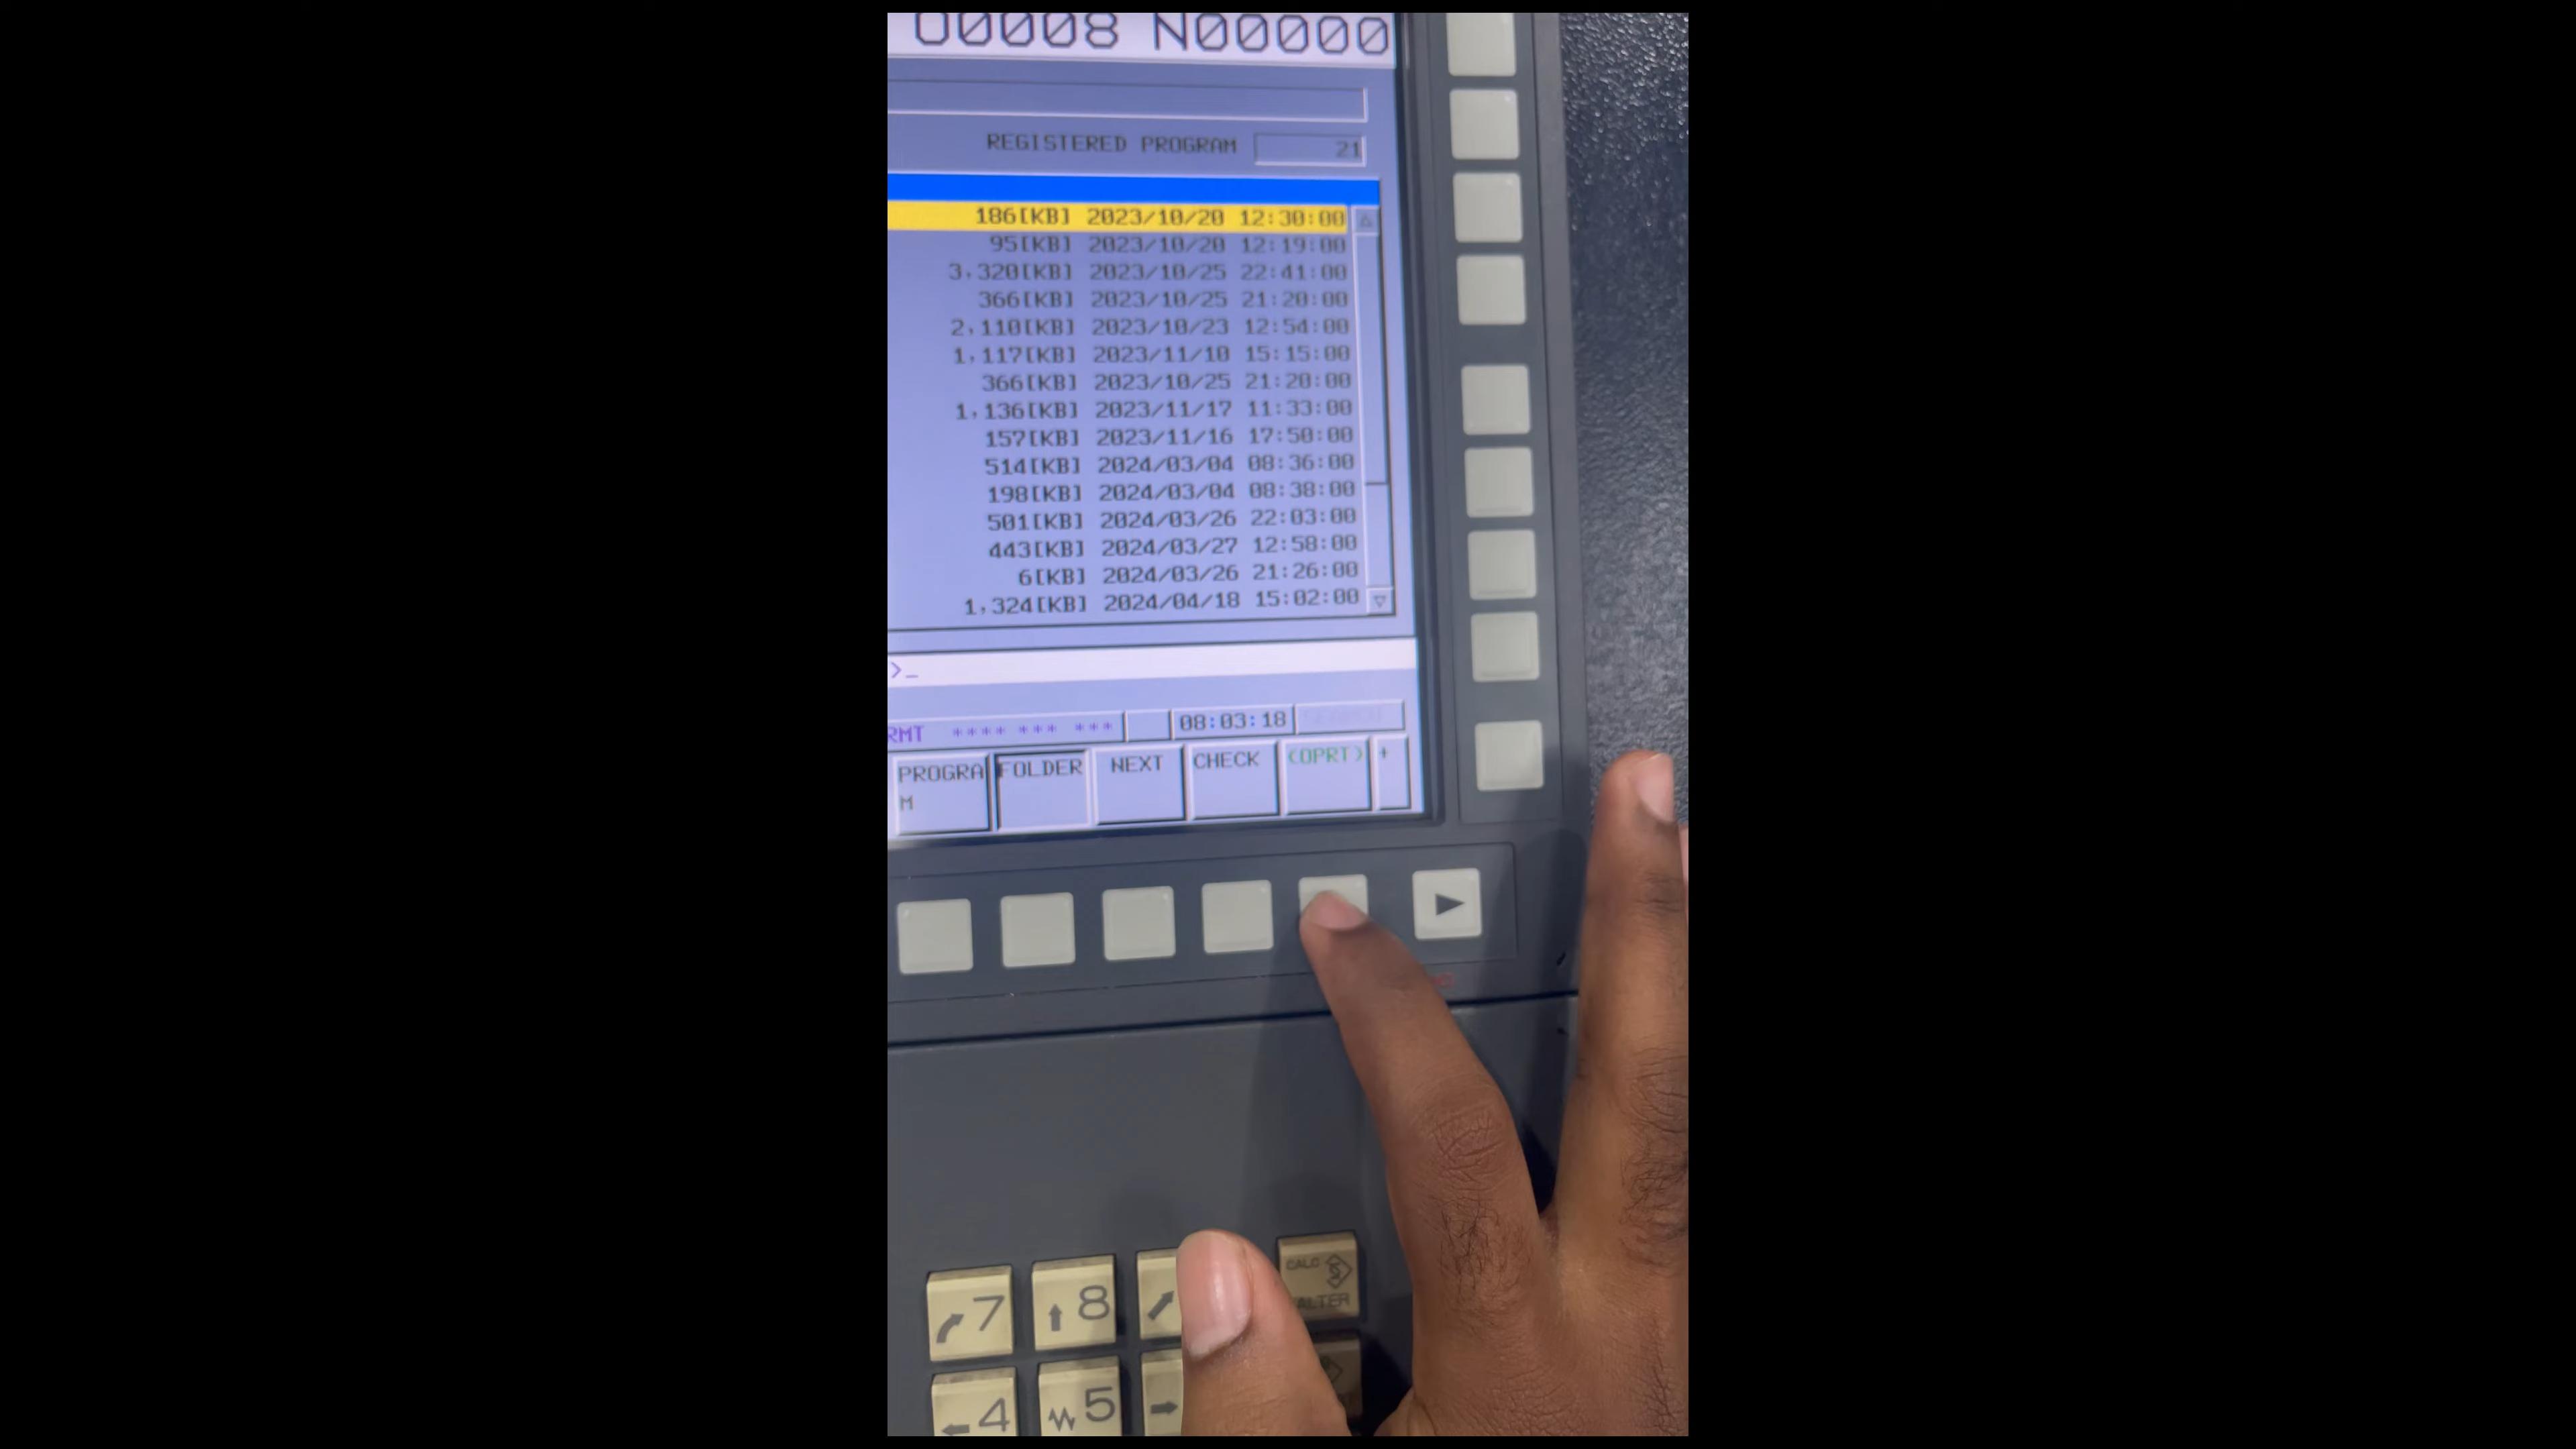 O0008 N00000
REGISTERED PROGRAM 21
186[KB] 2023/10/20 12:30:00
95[KB] 2023/10/20 12:19:00
3,320[KB] 2023/10/25 22:41:00
366[KB] 2023/10/25 21:20:00
2,110[KB] 2023/10/23 12:54:00
1,117[KB] 2023/11/10 15:15:00
366[KB] 2023/10/25 21:20:00
1,136[KB] 2023/11/17 11:33:00
157[KB] 2023/11/16 17:50:00
514[KB] 2024/03/04 08:36:00
198[KB] 2024/03/04 08:38:00
501[KB] 2024/03/26 22:03:00
443[KB] 2024/03/27 12:58:00
6[KB] 2024/03/26 21:26:00
1,324[KB] 2024/04/18 15:02:00
>_
RMT **** *** *** 08:03:18
PROGRA FOLDER NEXT CHECK (OPRT) +
M
7 8 CALC
ALTER
4 5